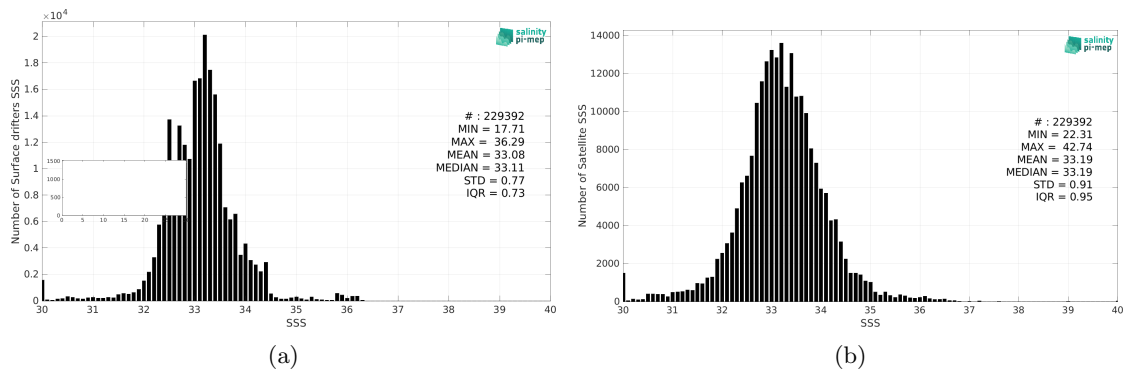 ×10⁴
2
1.8
1.6
1.4
1.2
1
0.8
0.6
0.4
0.2
0
Number of Surface drifters SSS
1500
1000
500
0
0 5 10 15 20
30 31 32 33 34 35 36 37 38 39 40
SSS
salinity
pi-mep
# : 229392
MIN = 17.71
MAX = 36.29
MEAN = 33.08
MEDIAN = 33.11
STD = 0.77
IQR = 0.73
(a)
14000
12000
10000
8000
6000
4000
2000
0
Number of Satellite SSS
30 31 32 33 34 35 36 37 38 39 40
SSS
salinity
pi-mep
# : 229392
MIN = 22.31
MAX = 42.74
MEAN = 33.19
MEDIAN = 33.19
STD = 0.91
IQR = 0.95
(b)